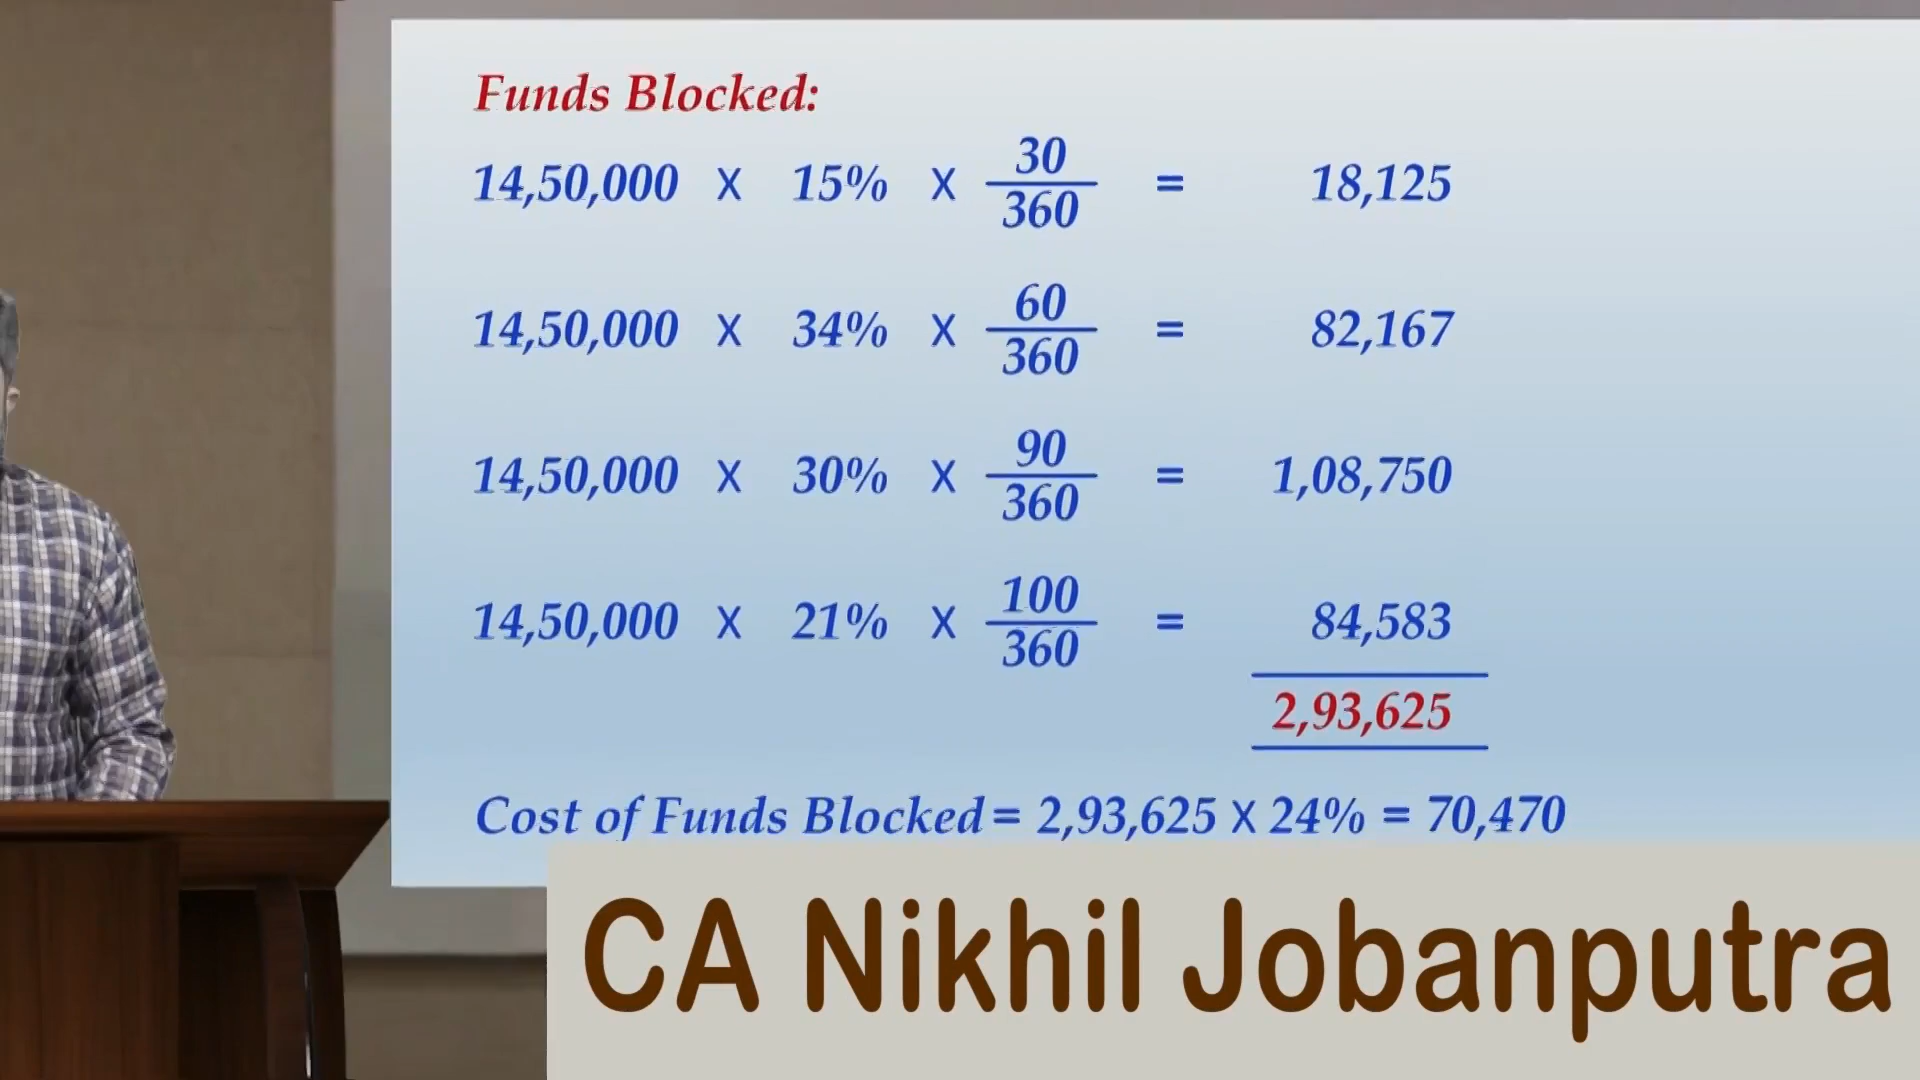 Funds Blocked:
14,50,000 X 15% X 30/360 = 18,125
14,50,000 X 34% X 60/360 = 82,167
14,50,000 X 30% X 90/360 = 1,08,750
14,50,000 X 21% X 100/360 = 84,583
2,93,625
Cost of Funds Blocked = 2,93,625 X 24% = 70,470
CA Nikhil Jobanputra